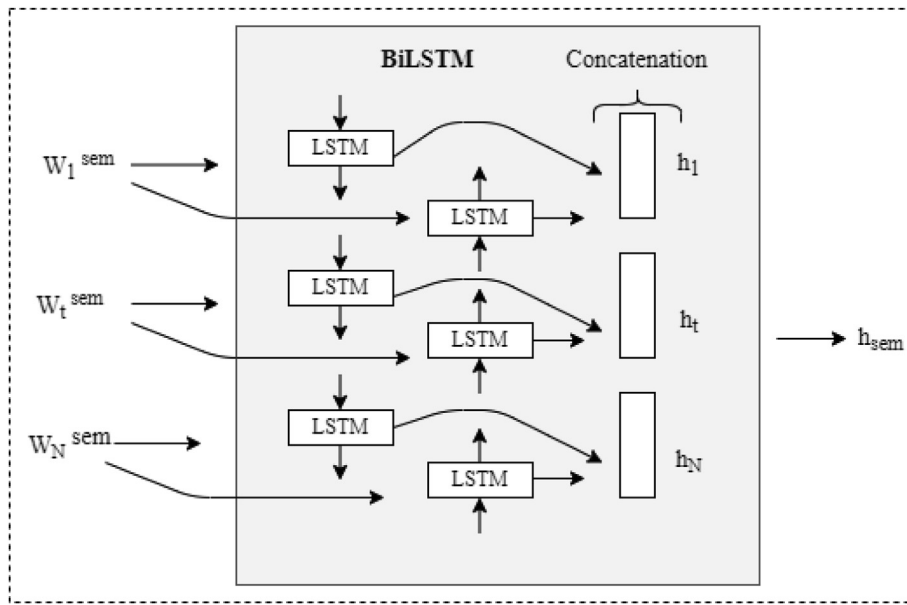 BiLSTM Concatenation
LSTM
W1 sem
h1
LSTM
LSTM
Wt sem
ht
LSTM
hsem
LSTM
WN sem
hN
LSTM